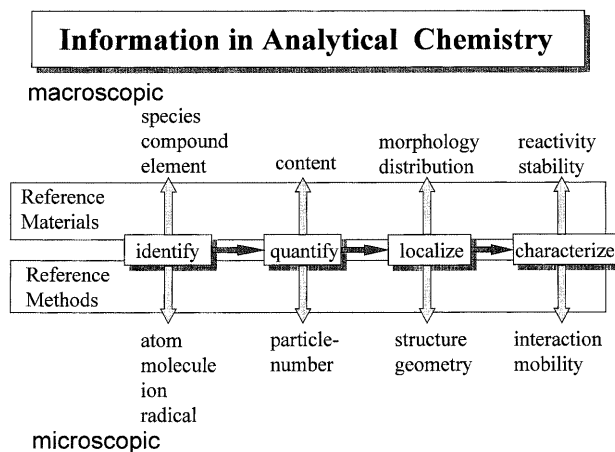 Information in Analytical Chemistry
macroscopic
species
compound
element
content
morphology
distribution
reactivity
stability
Reference
Materials
identify
quantify
localize
characterize
Reference
Methods
atom
molecule
ion
radical
particle-
number
structure
geometry
interaction
mobility
microscopic